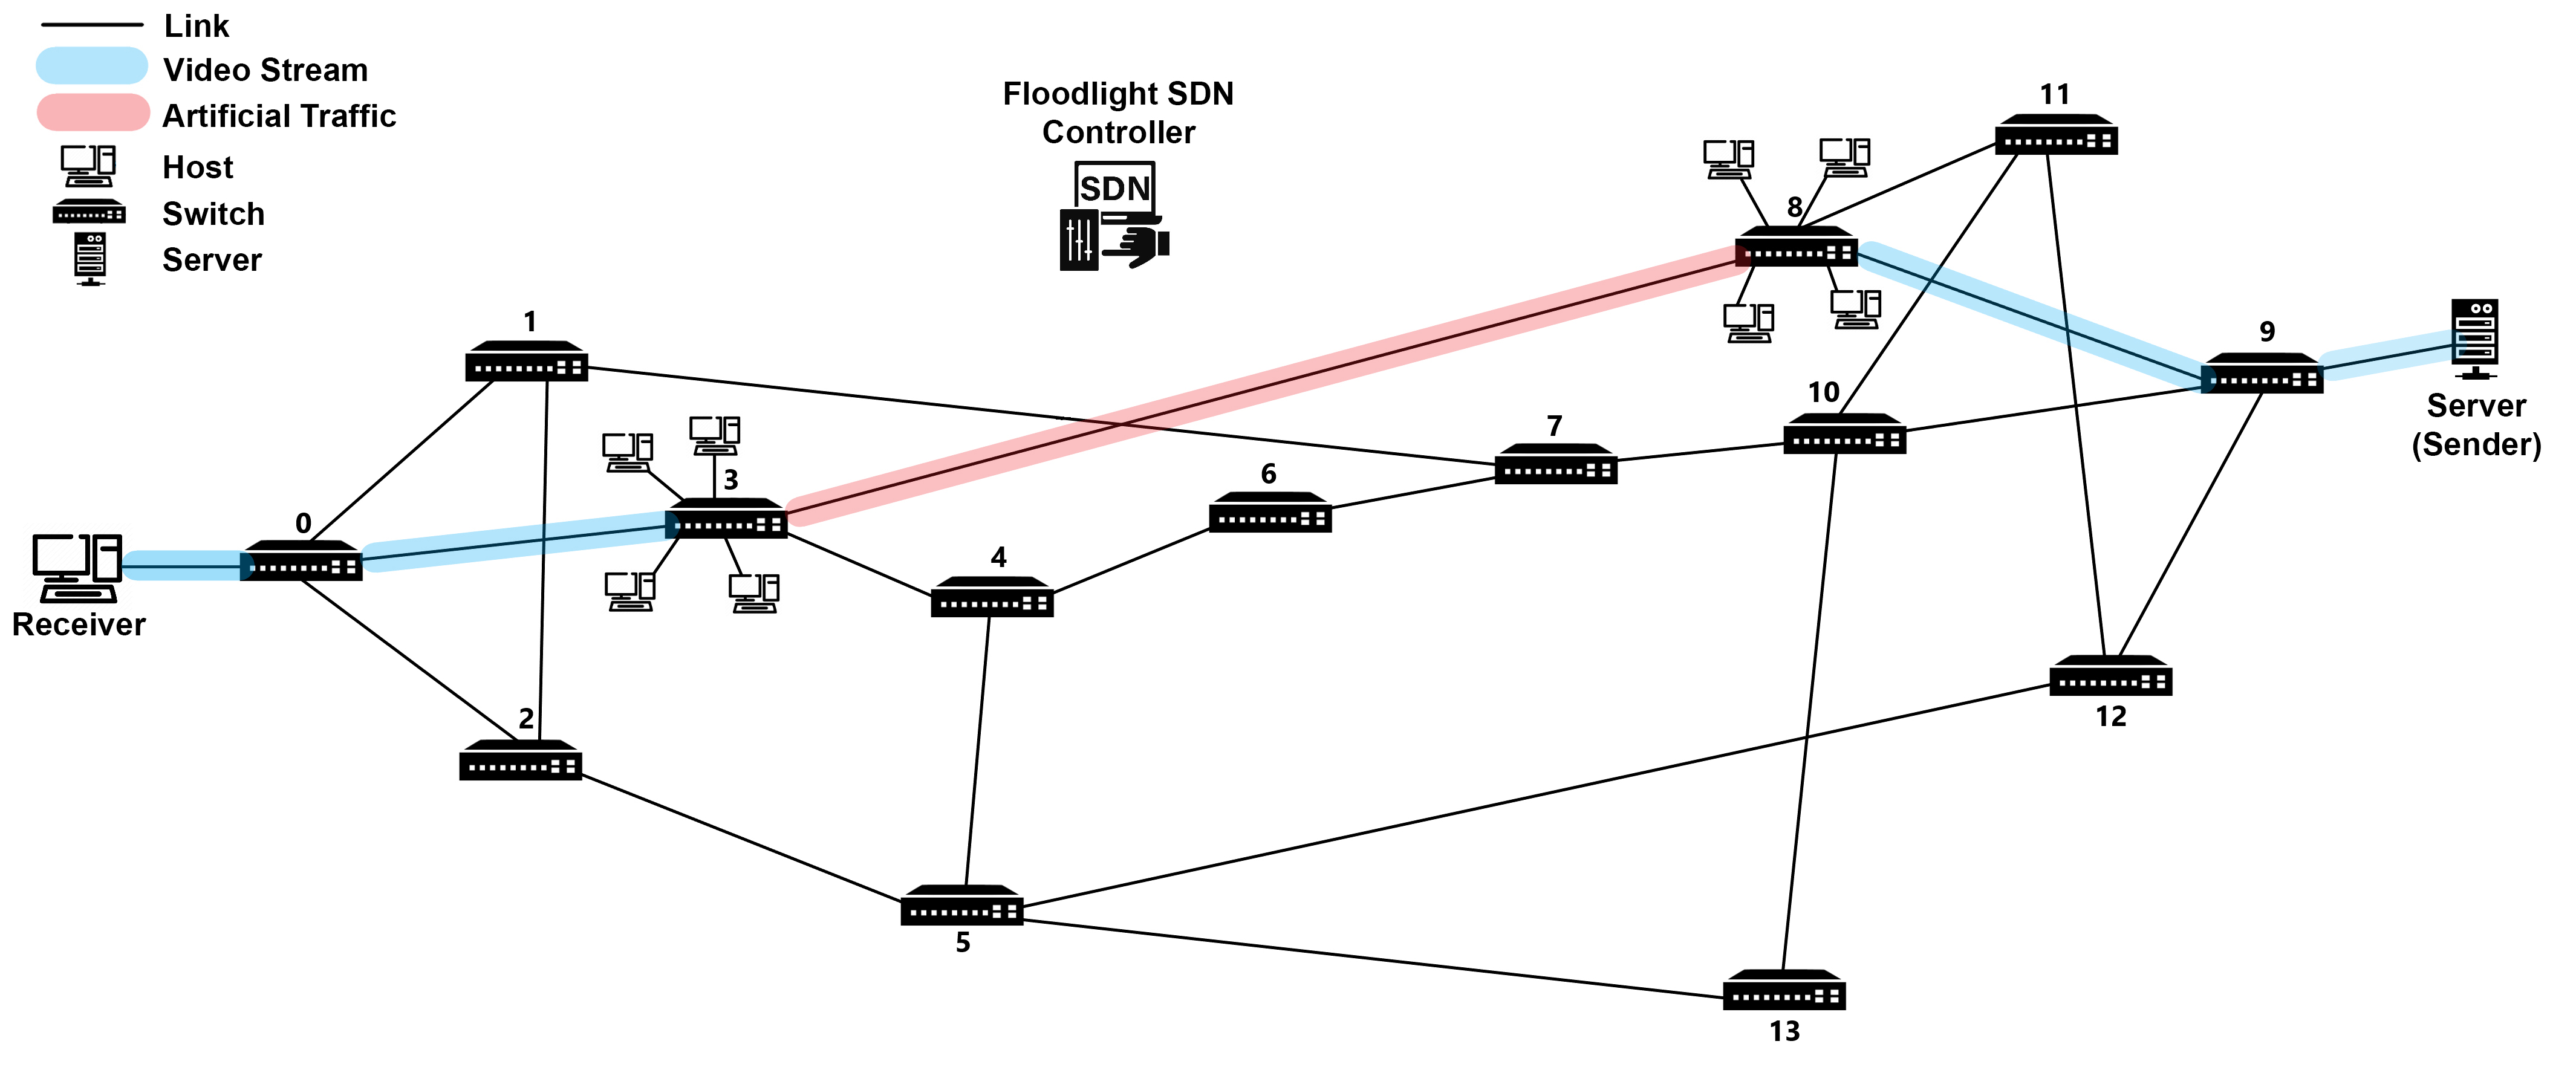 Link
Video Stream
Artificial Traffic
Host
Switch
Server
Floodlight SDN
Controller
SDN
11
8
1
9
10
Server
(Sender)
7
3
6
0
4
Receiver
2
12
5
13